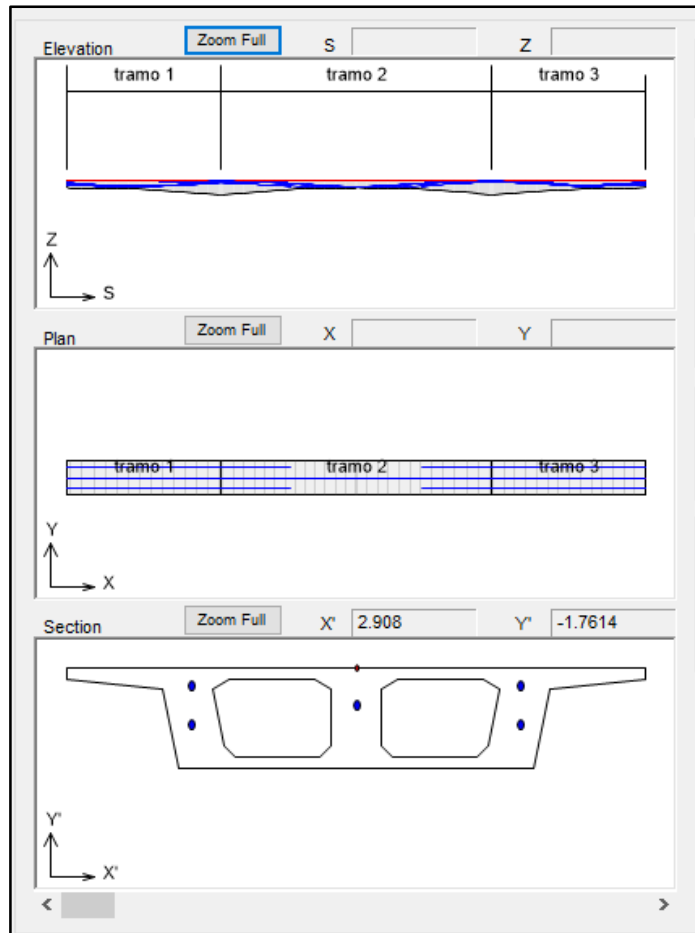 Elevation Zoom Full S Z
tramo 1 tramo 2 tramo 3
Z
S
Plan Zoom Full X Y
tramo 1 tramo 2 tramo 3
Y
X
Section Zoom Full X' 2.908 Y' -1.7614
Y'
X'